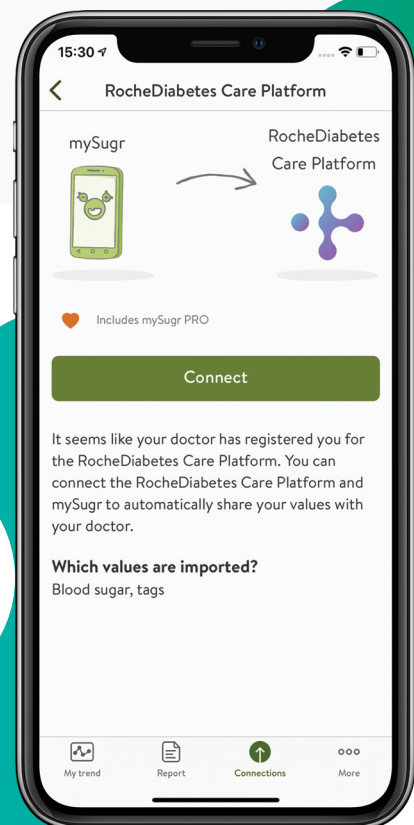 15:30
RocheDiabetes Care Platform
mySugr
RocheDiabetes
Care Platform
Includes mySugr PRO
Connect
It seems like your doctor has registered you for
the RocheDiabetes Care Platform. You can
connect the RocheDiabetes Care Platform and
mySugr to automatically share your values with
your doctor.
Which values are imported?
Blood sugar, tags
My trend
Report
Connections
More